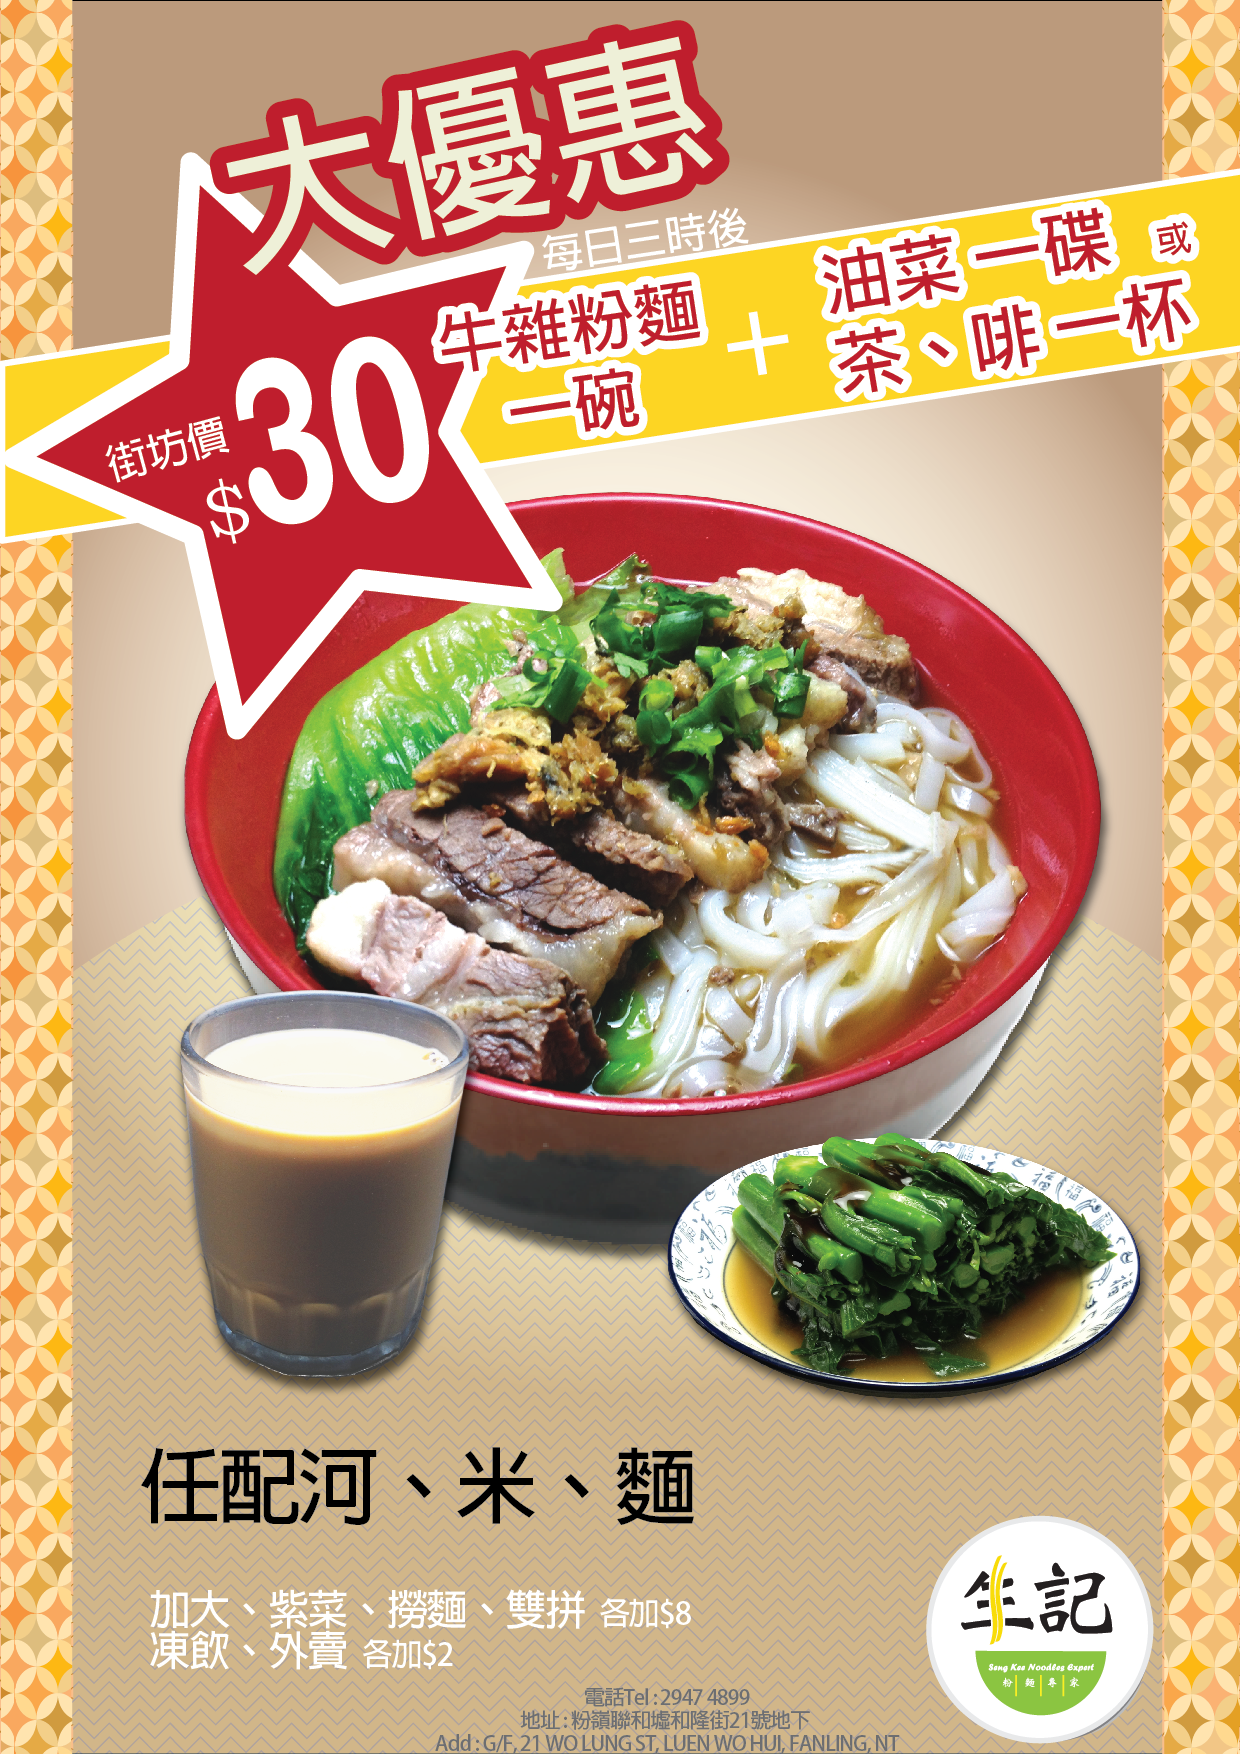 大優惠
每日三時後
牛雜粉麵
一碗
+
油菜一碟 或
茶、啡一杯
街坊價
$30
任配河、米、麵
加大、紫菜、撈麵、雙拼 各加$8
凍飲、外賣 各加$2
生記
Sang Kee Noodles Expert
粉 麵 專 家
電話Tel : 2947 4899
地址 : 粉嶺聯和墟和隆街21號地下
Add : G/F, 21 WO LUNG ST, LUEN WO HUI, FANLING, NT